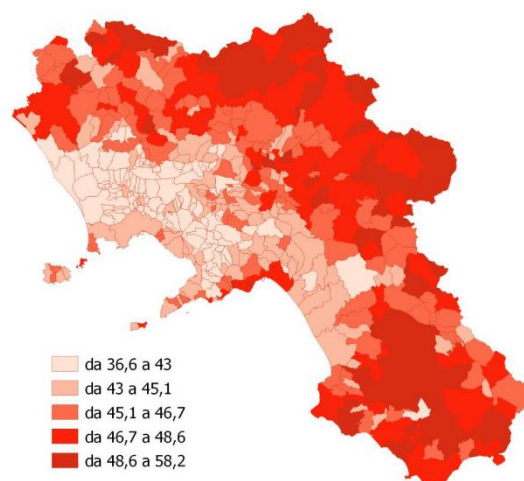 da 36,6 a 43
da 43 a 45,1
da 45,1 a 46,7
da 46,7 a 48,6
da 48,6 a 58,2